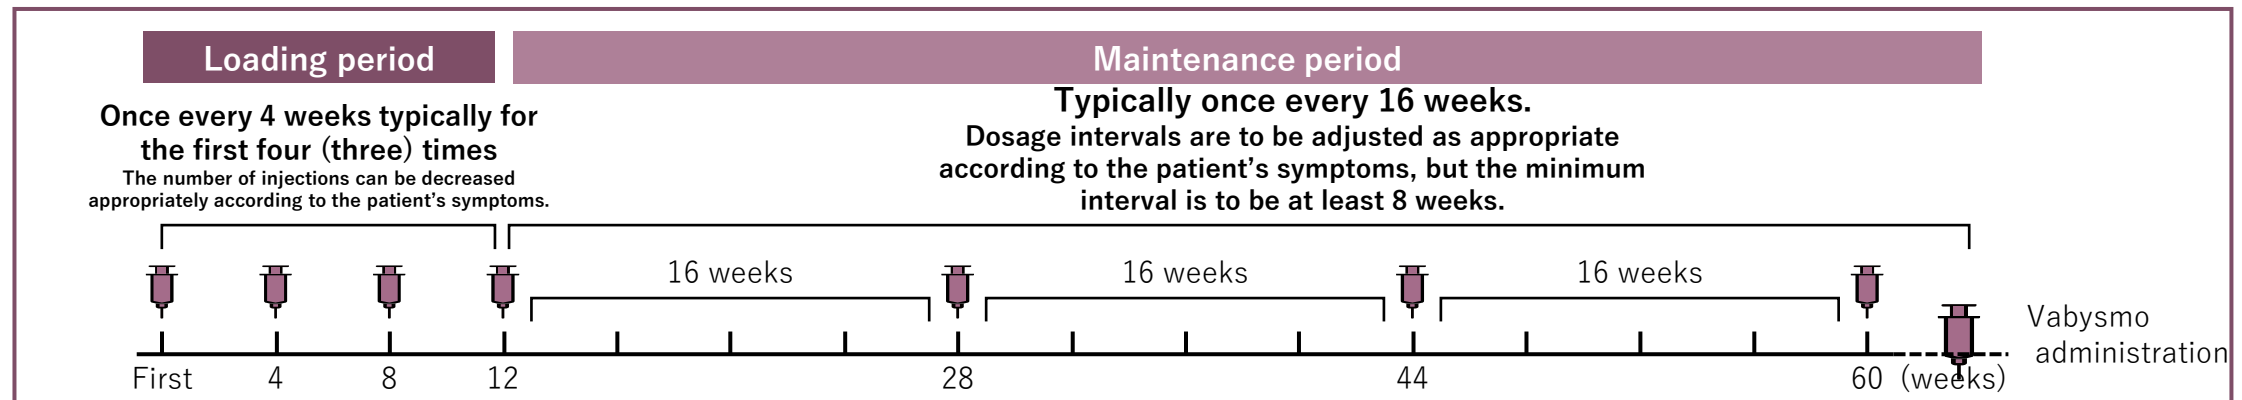 Loading period
Maintenance period
Once every 4 weeks typically for
the first four (three) times
The number of injections can be decreased
appropriately according to the patient's symptoms.
Typically once every 16 weeks.
Dosage intervals are to be adjusted as appropriate
according to the patient's symptoms, but the minimum
interval is to be at least 8 weeks.
16 weeks
16 weeks
16 weeks
Vabysmo
administration
First 4 8 12 28 44 60 (weeks)